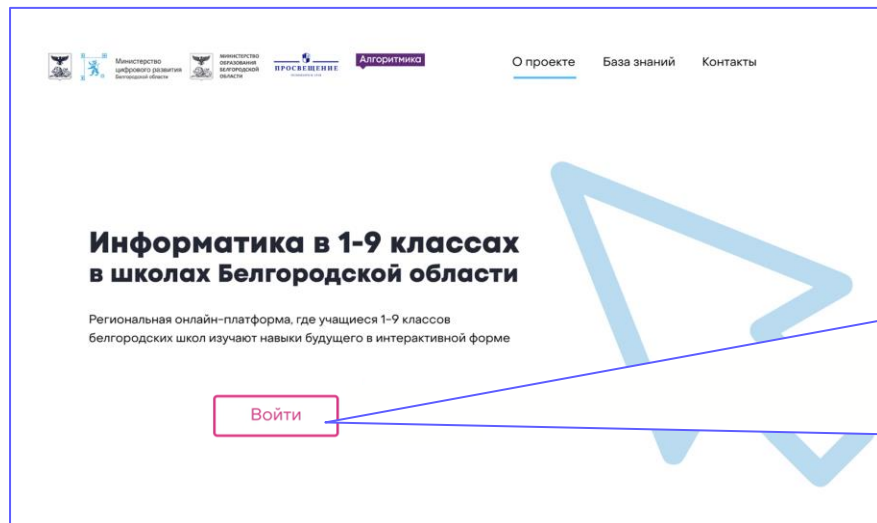 Министерство
цифрового развития
Белгородской области
МИНИСТЕРСТВО
ОБРАЗОВАНИЯ
БЕЛГОРОДСКОЙ
ОБЛАСТИ
ПРОСВЕЩЕНИЕ
Алгоритмика
О проекте
База знаний
Контакты
Информатика в 1-9 классах
в школах Белгородской области
Региональная онлайн-платформа, где учащиеся 1-9 классов
белгородских школ изучают навыки будущего в интерактивной форме
Войти